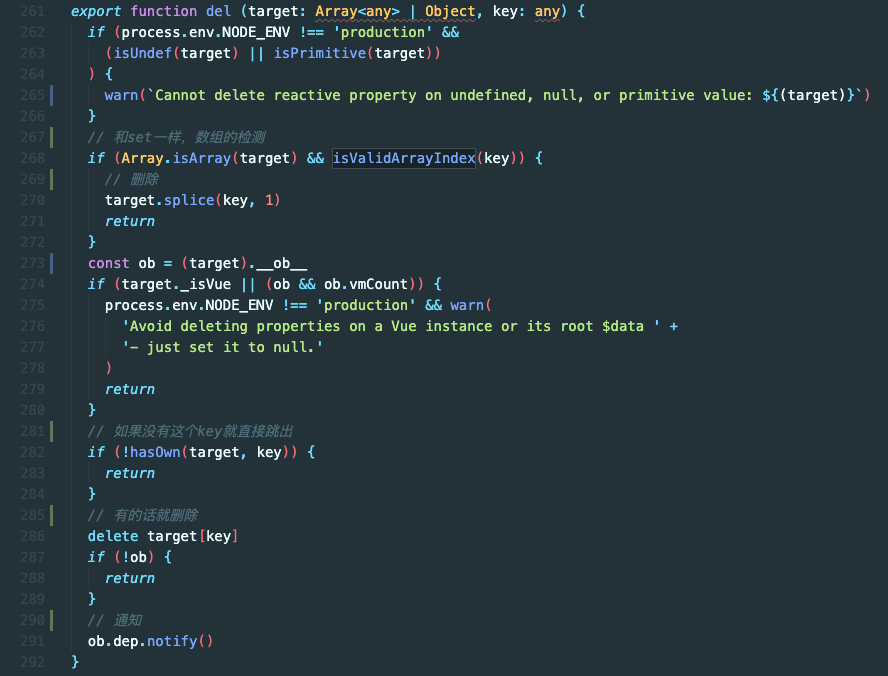 261 export function del (target: Array<any> | Object, key: any) {
262   if (process.env.NODE_ENV !== 'production' &&
263     (isUndef(target) || isPrimitive(target))
264   ) {
265     warn(`Cannot delete reactive property on undefined, null, or primitive value: ${(target)}`)
266   }
267   // 和set一样，数组的检测
268   if (Array.isArray(target) && isValidArrayIndex(key)) {
269     // 删除
270     target.splice(key, 1)
271     return
272   }
273   const ob = (target).__ob__
274   if (target._isVue || (ob && ob.vmCount)) {
275     process.env.NODE_ENV !== 'production' && warn(
276       'Avoid deleting properties on a Vue instance or its root $data ' +
277       '- just set it to null.'
278     )
279     return
280   }
281   // 如果没有这个key就直接跳出
282   if (!hasOwn(target, key)) {
283     return
284   }
285   // 有的话就删除
286   delete target[key]
287   if (!ob) {
288     return
289   }
290   // 通知
291   ob.dep.notify()
292 }